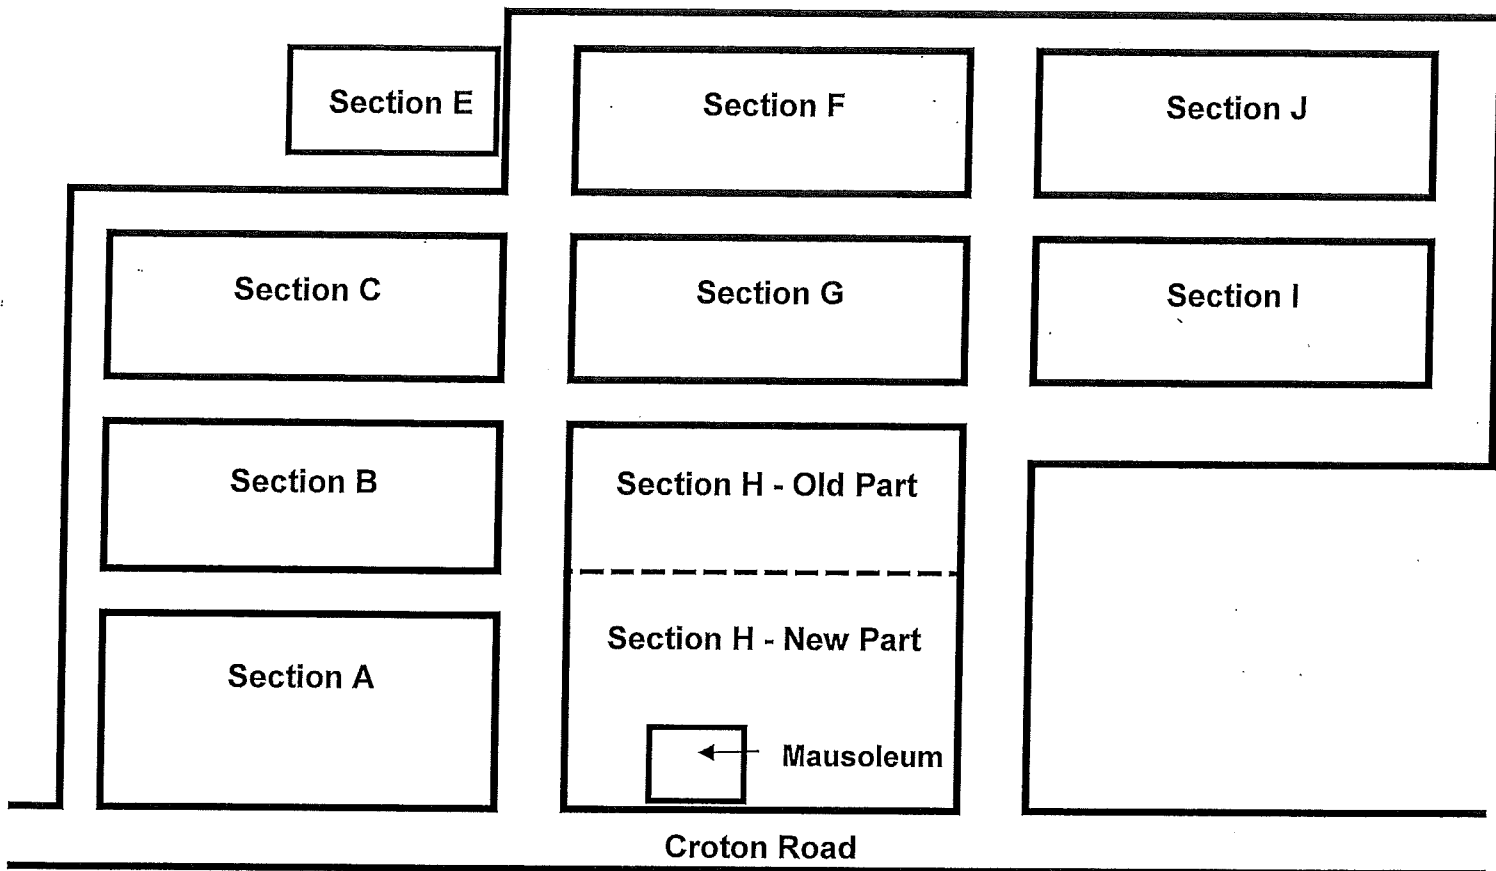 Section E
Section F
Section J
Section C
Section G
Section I
Section B
Section H - Old Part
Section H - New Part
Section A
Mausoleum
Croton Road